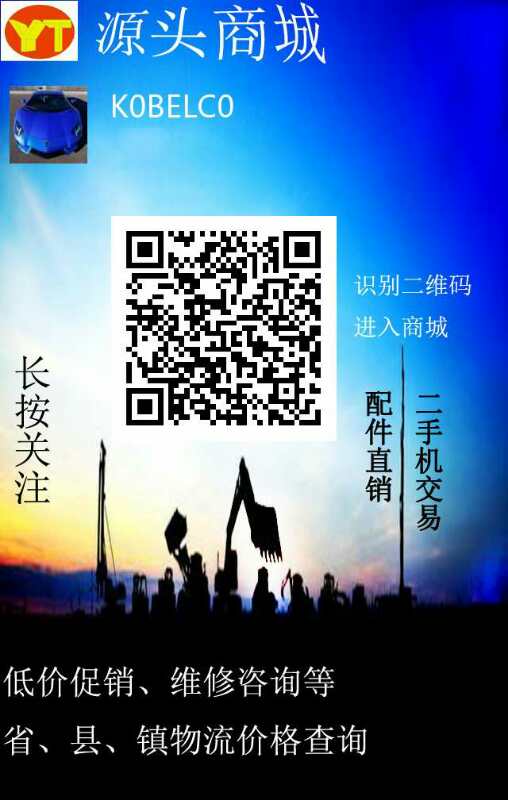 YT
源头商城
KOBELCO
识别二维码
进入商城
长按关注
配件直销
二手机交易
低价促销、维修咨询等
省、县、镇物流价格查询